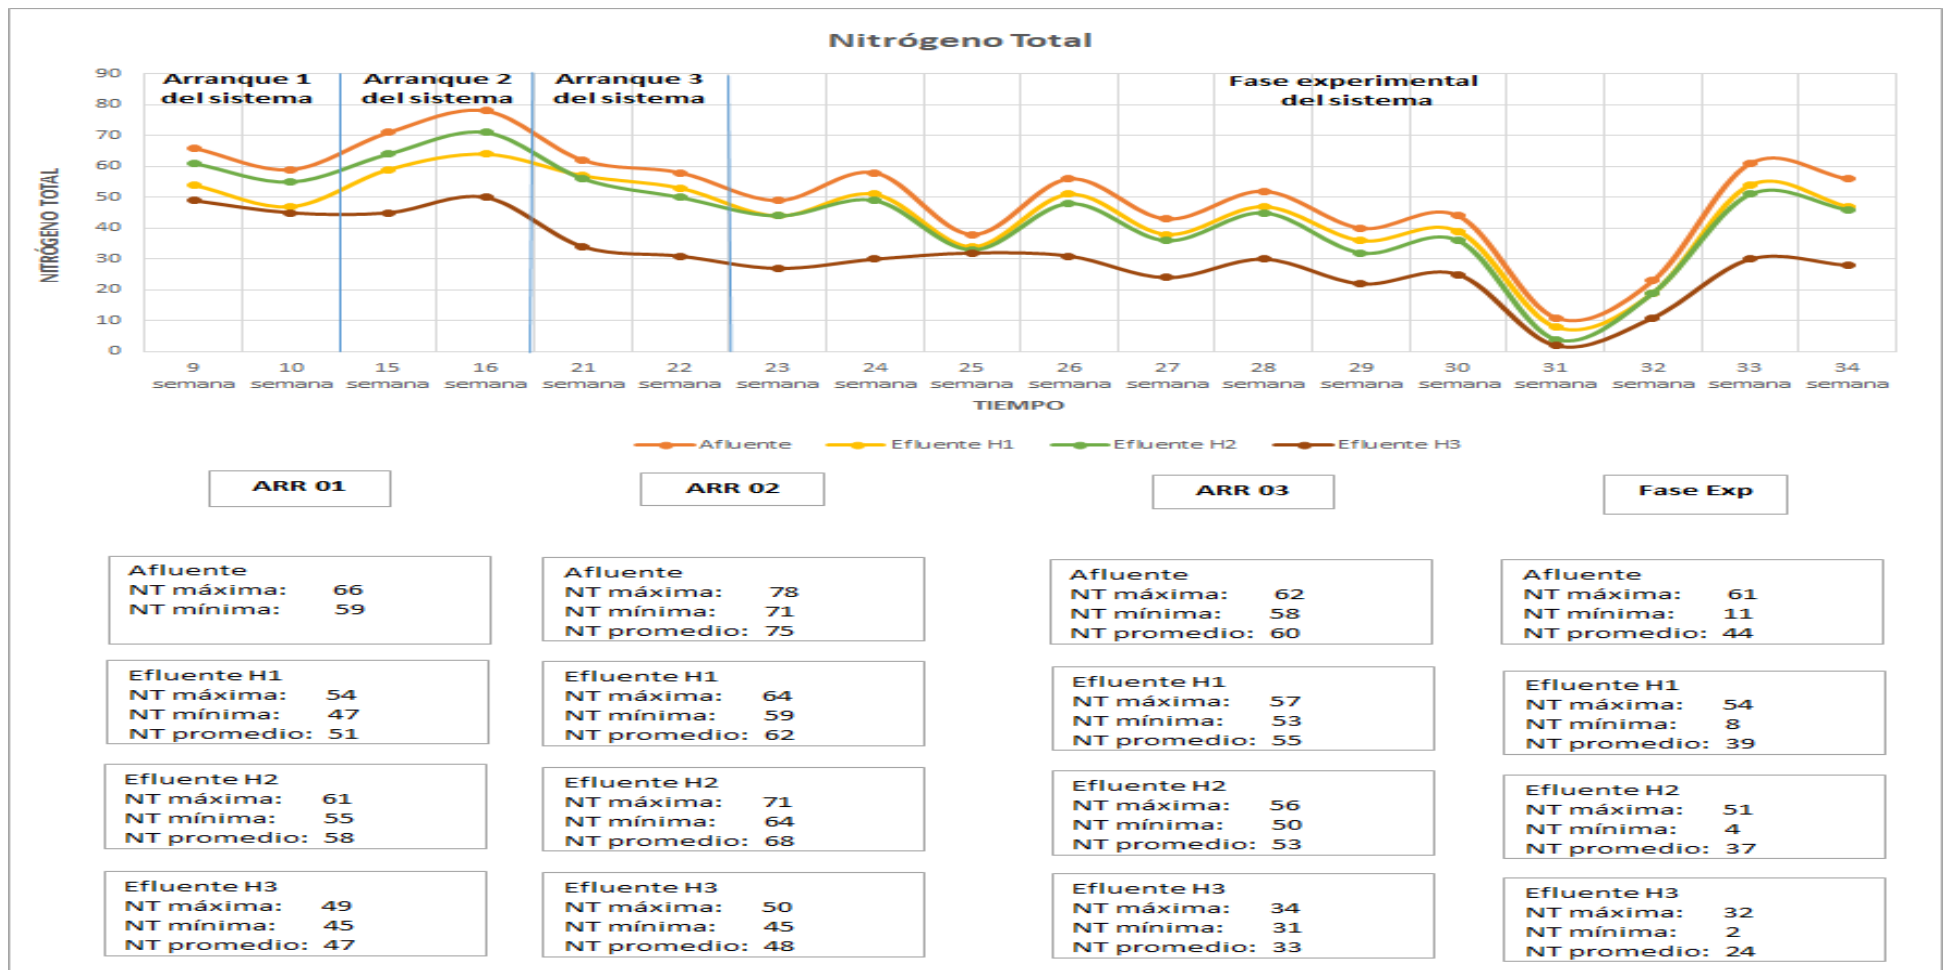 Nitrógeno Total
Arranque 1
del sistema
Arranque 2
del sistema
Arranque 3
del sistema
Fase experimental
del sistema
NITRÓGENO TOTAL
90
80
70
60
50
40
30
20
10
0
9 semana
10 semana
15 semana
16 semana
21 semana
22 semana
23 semana
24 semana
25 semana
26 semana
27 semana
28 semana
29 semana
30 semana
31 semana
32 semana
33 semana
34 semana
TIEMPO
Afluente Efluente H1 Efluente H2 Efluente H3
ARR 01
Afluente
NT máxima: 66
NT mínima: 59
Efluente H1
NT máxima: 54
NT mínima: 47
NT promedio: 51
Efluente H2
NT máxima: 61
NT mínima: 55
NT promedio: 58
Efluente H3
NT máxima: 49
NT mínima: 45
NT promedio: 47
ARR 02
Afluente
NT máxima: 78
NT mínima: 71
NT promedio: 75
Efluente H1
NT máxima: 64
NT mínima: 59
NT promedio: 62
Efluente H2
NT máxima: 71
NT mínima: 64
NT promedio: 68
Efluente H3
NT máxima: 50
NT mínima: 45
NT promedio: 48
ARR 03
Afluente
NT máxima: 62
NT mínima: 58
NT promedio: 60
Efluente H1
NT máxima: 57
NT mínima: 53
NT promedio: 55
Efluente H2
NT máxima: 56
NT mínima: 50
NT promedio: 53
Efluente H3
NT máxima: 34
NT mínima: 31
NT promedio: 33
Fase Exp
Afluente
NT máxima: 61
NT mínima: 11
NT promedio: 44
Efluente H1
NT máxima: 54
NT mínima: 8
NT promedio: 39
Efluente H2
NT máxima: 51
NT mínima: 4
NT promedio: 37
Efluente H3
NT máxima: 32
NT mínima: 2
NT promedio: 24